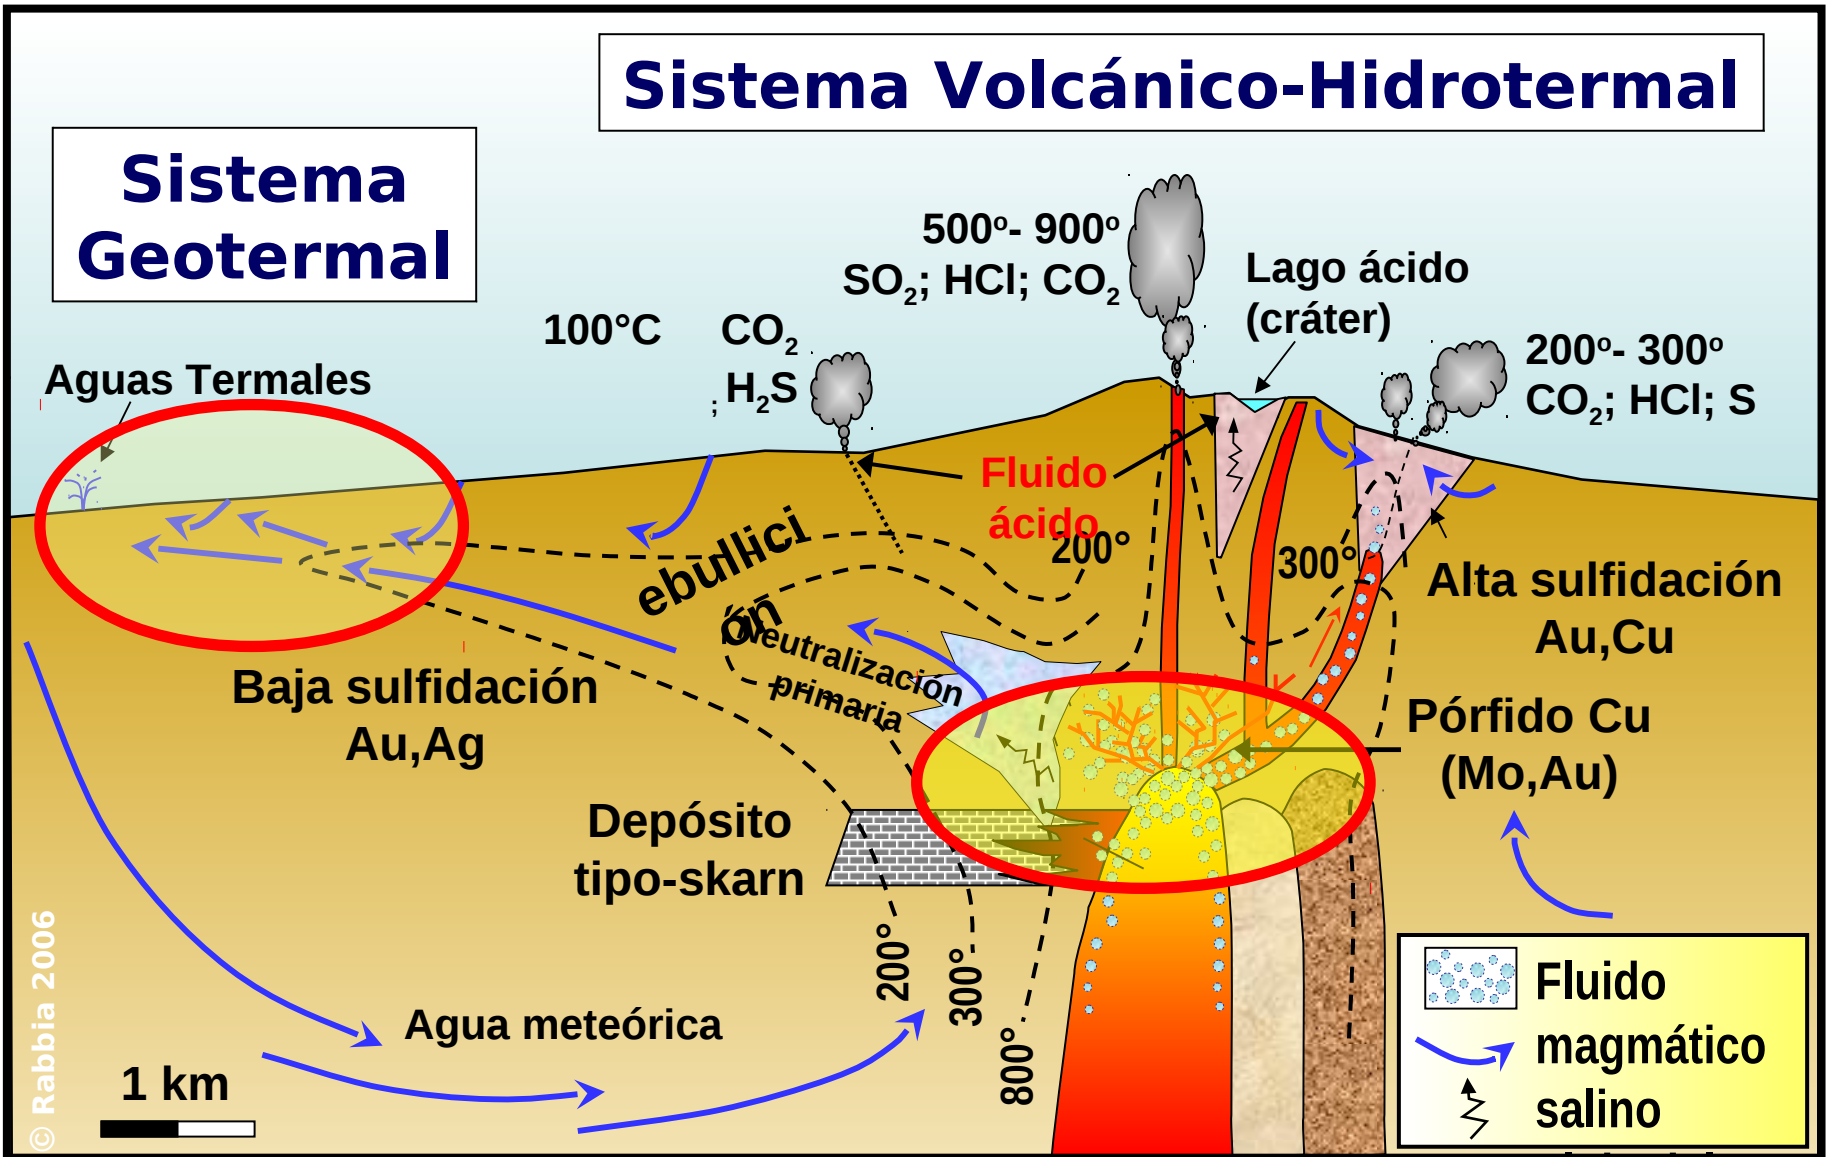 Sistema Volcánico-Hidrotermal
Sistema
Geotermal
500º- 900º
SO₂; HCl; CO₂
Lago ácido
(cráter)
200º- 300º
CO₂; HCl; S
100°C
CO₂
; H₂S
Aguas Termales
Fluido
ácido
200°
300°
ebullici
ón
Alta sulfidación
Au,Cu
Neutralización
primaria
Baja sulfidación
Au,Ag
Pórfido Cu
(Mo,Au)
Depósito
tipo-skarn
200°
300°
800°
Agua meteórica
1 km
© Rabbia 2006
Fluido
magmático
salino